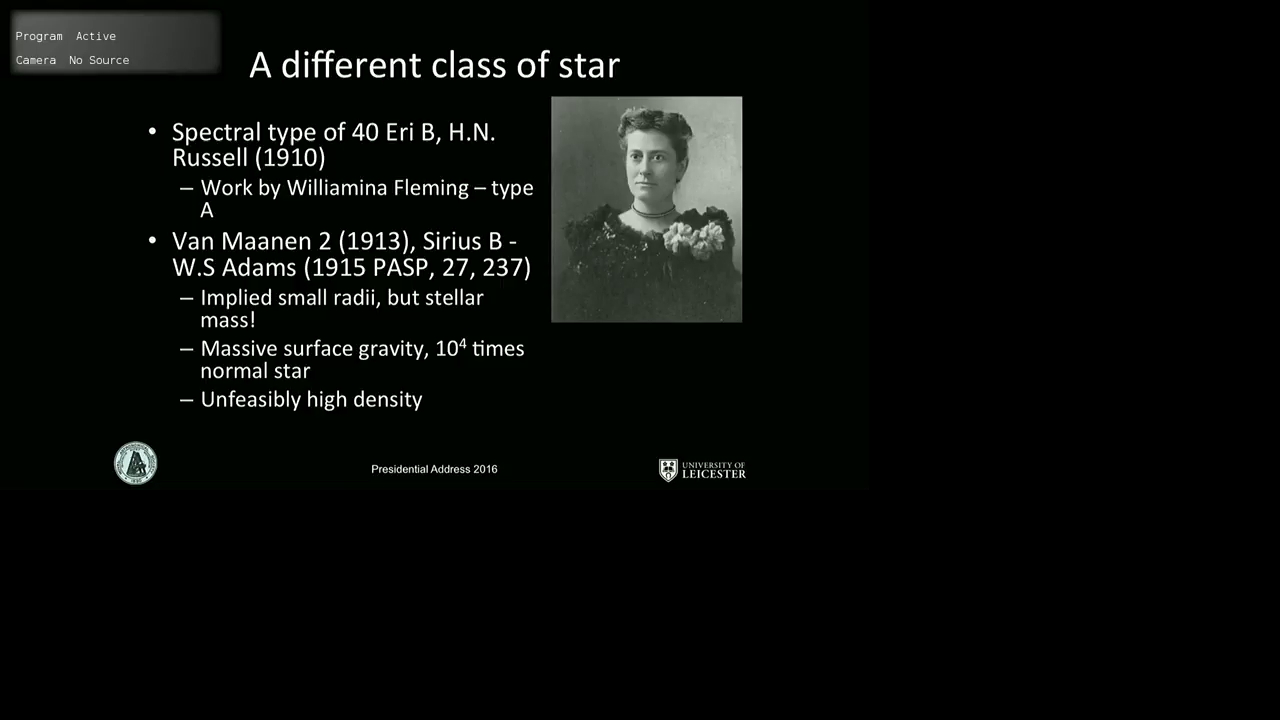 Program Active
Camera No Source
A different class of star
• Spectral type of 40 Eri B, H.N.
Russell (1910)
– Work by Williamina Fleming – type
A
• Van Maanen 2 (1913), Sirius B -
W.S Adams (1915 PASP, 27, 237)
– Implied small radii, but stellar
mass!
– Massive surface gravity, 10⁴ times
normal star
– Unfeasibly high density
Presidential Address 2016
UNIVERSITY OF
LEICESTER